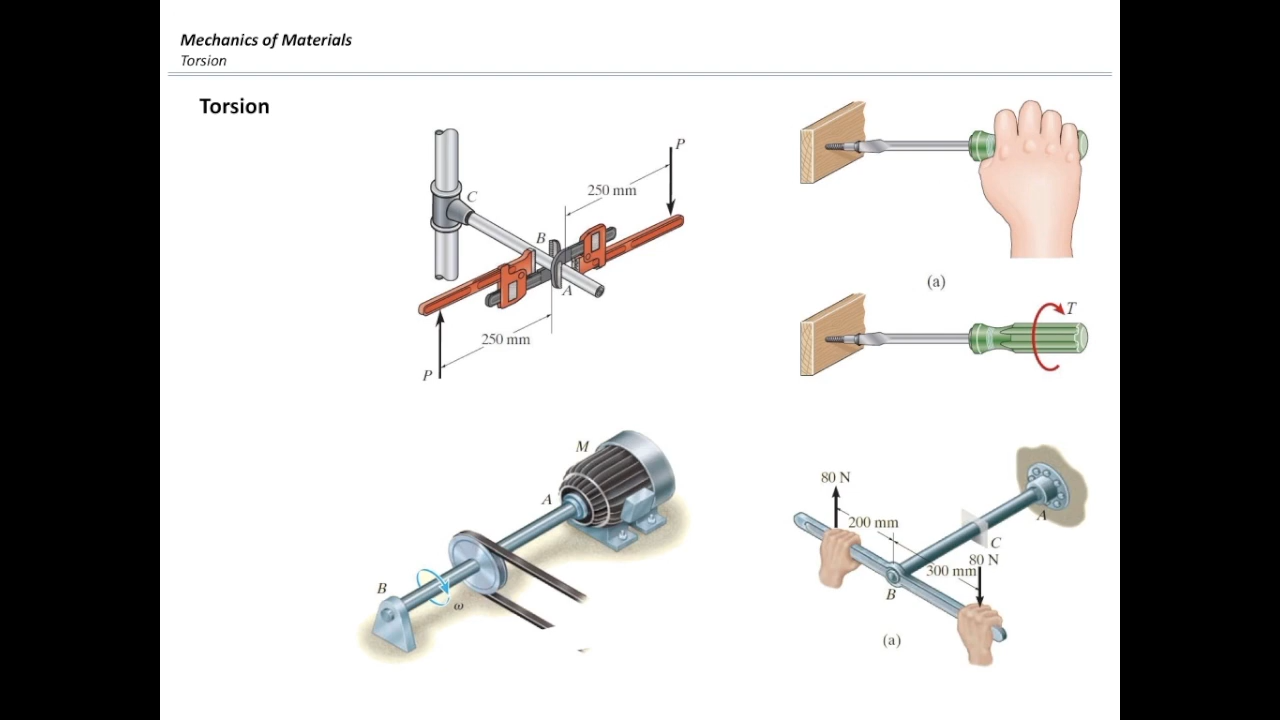 Mechanics of Materials
Torsion
Torsion
P
250 mm
C
B
A
250 mm
P
(a)
T
M
A
B
ω
80 N
200 mm
A
C
80 N
300 mm
B
(a)